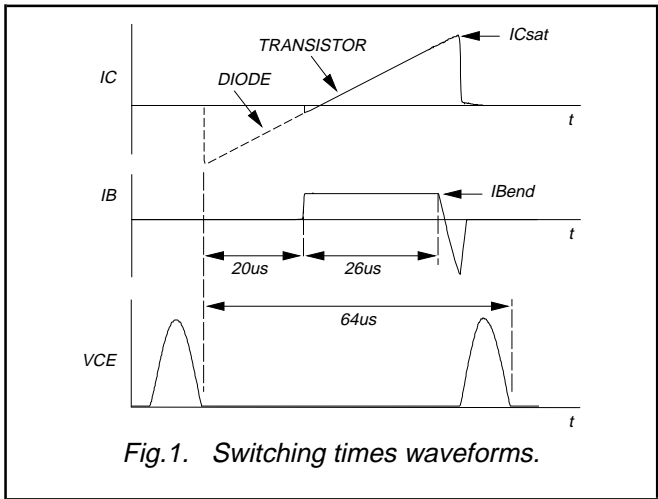 ICsat
TRANSISTOR
IC
DIODE
t
IB
IBend
t
20us
26us
64us
VCE
t
Fig.1. Switching times waveforms.